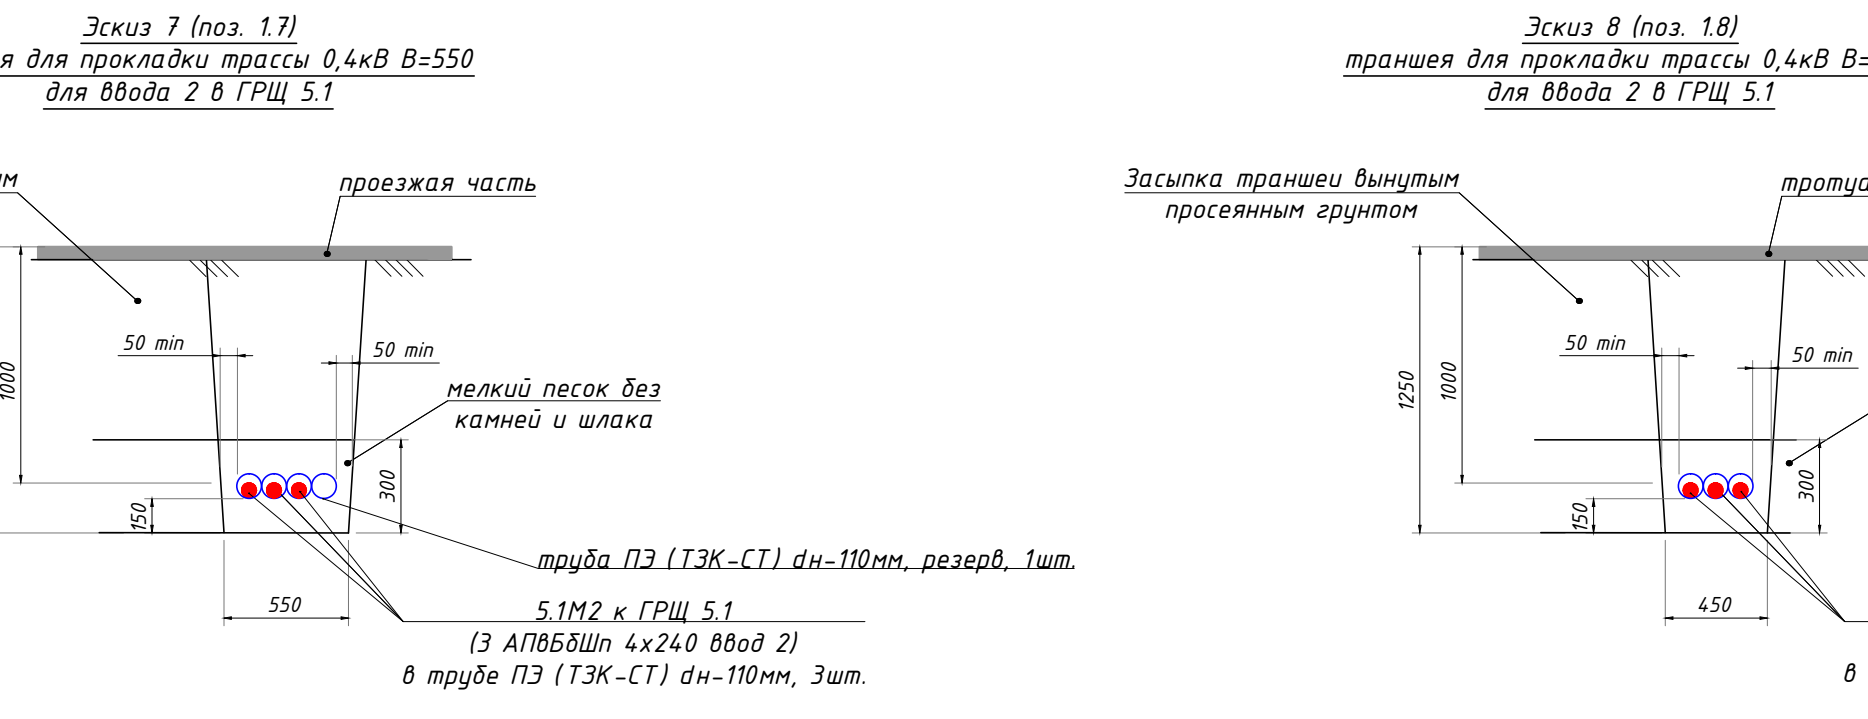 Эскиз 7 (поз. 1.7)
я для прокладки трассы 0,4кВ В=550
для ввода 2 в ГРЩ 5.1
проезжая часть
50 min
50 min
1000
мелкий песок без
камней и шлака
300
150
труба ПЭ (ТЗК-СТ) dн-110мм, резерв, 1шт.
550
5.1М2 к ГРЩ 5.1
(3 АПвБбШп 4х240 ввод 2)
в трубе ПЭ (ТЗК-СТ) dн-110мм, 3шт.
Эскиз 8 (поз. 1.8)
траншея для прокладки трассы 0,4кВ В=
для ввода 2 в ГРЩ 5.1
Засыпка траншеи вынутым
просеянным грунтом
50 min
50 min
1250
1000
300
150
450
в